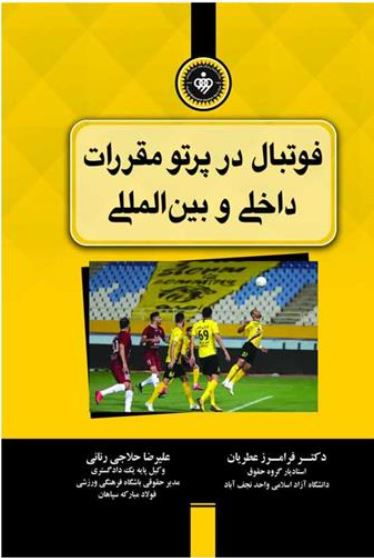 فوتبال در پرتو مقررات
داخلی و بین‌المللی
69
دکتر فرامرز عطریان
استادیار گروه حقوق
دانشگاه آزاد اسلامی واحد نجف آباد
علیرضا حلاجی رنانی
وکیل پایه یک دادگستری
مدیر حقوقی باشگاه فرهنگی ورزشی
فولاد مبارکه سپاهان